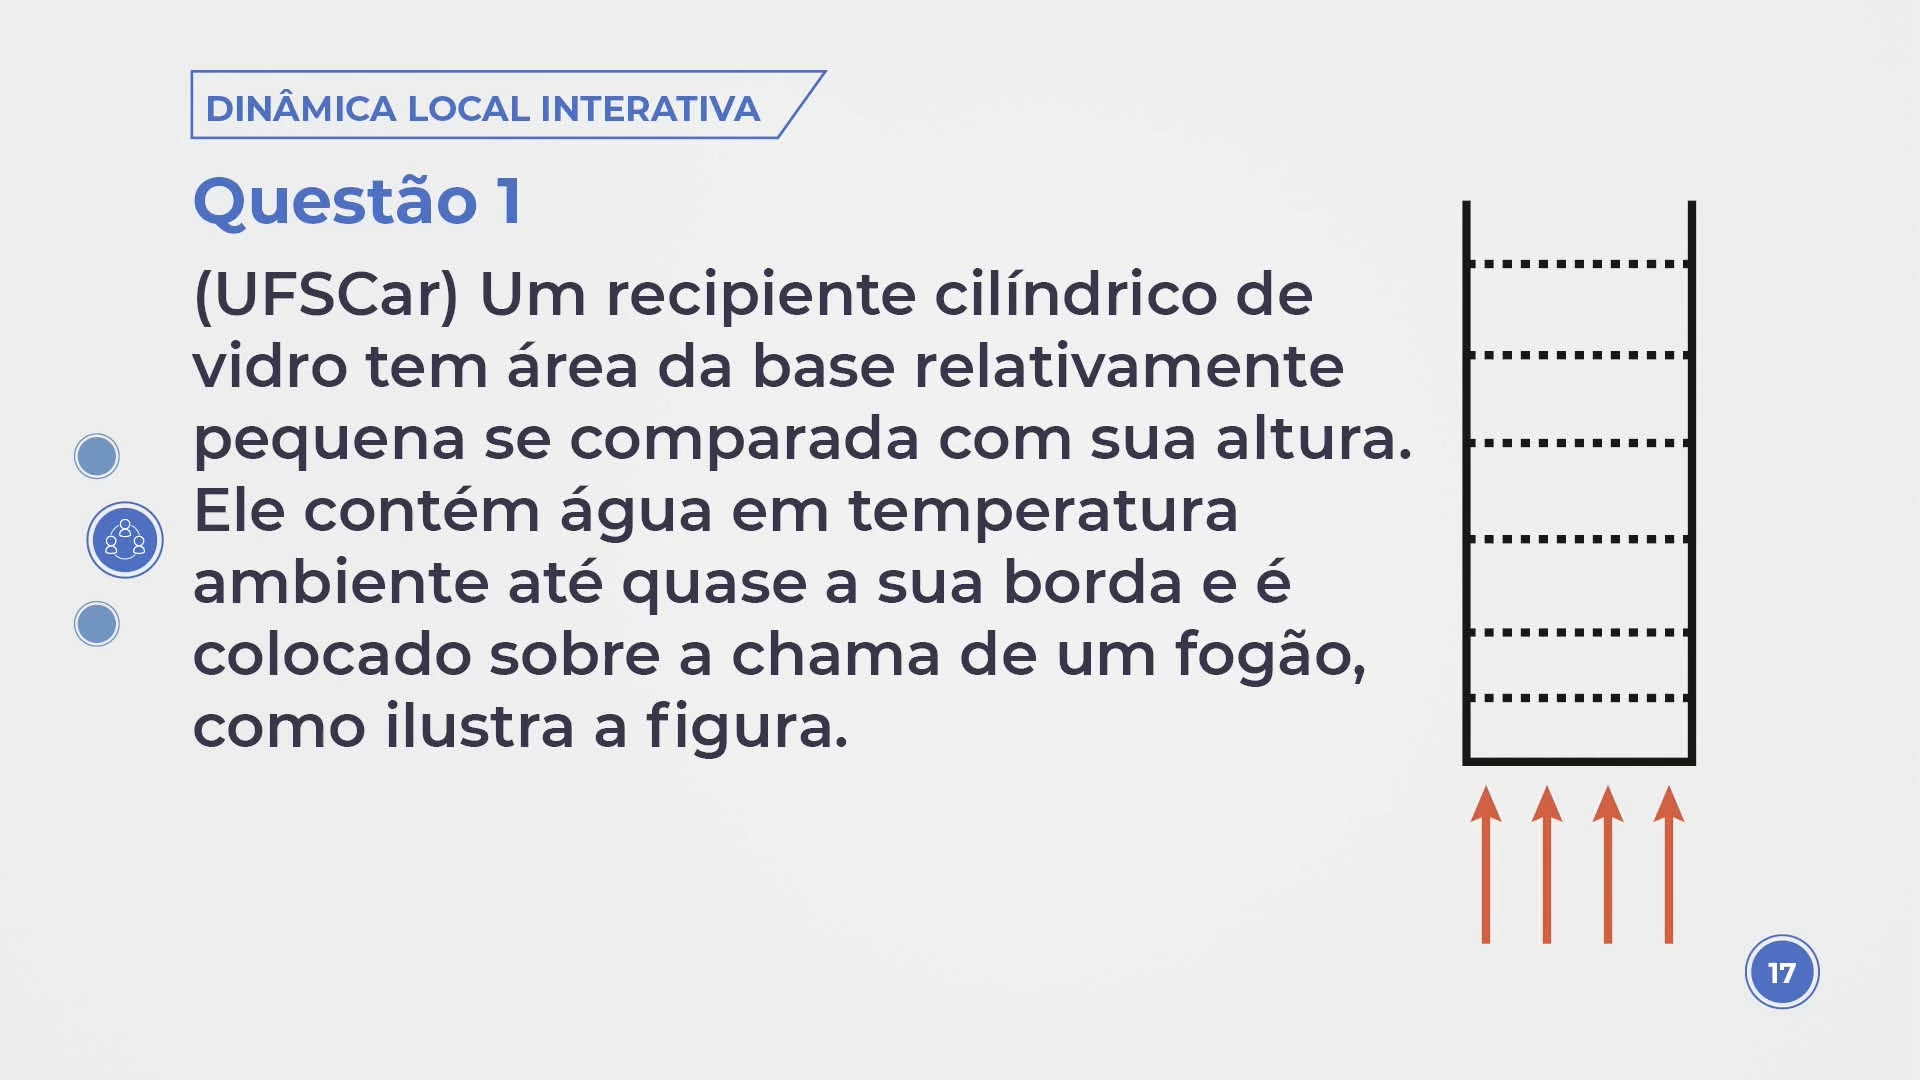 DINÂMICA LOCAL INTERATIVA
Questão 1
(UFSCar) Um recipiente cilíndrico de
vidro tem área da base relativamente
pequena se comparada com sua altura.
Ele contém água em temperatura
ambiente até quase a sua borda e é
colocado sobre a chama de um fogão,
como ilustra a figura.
17